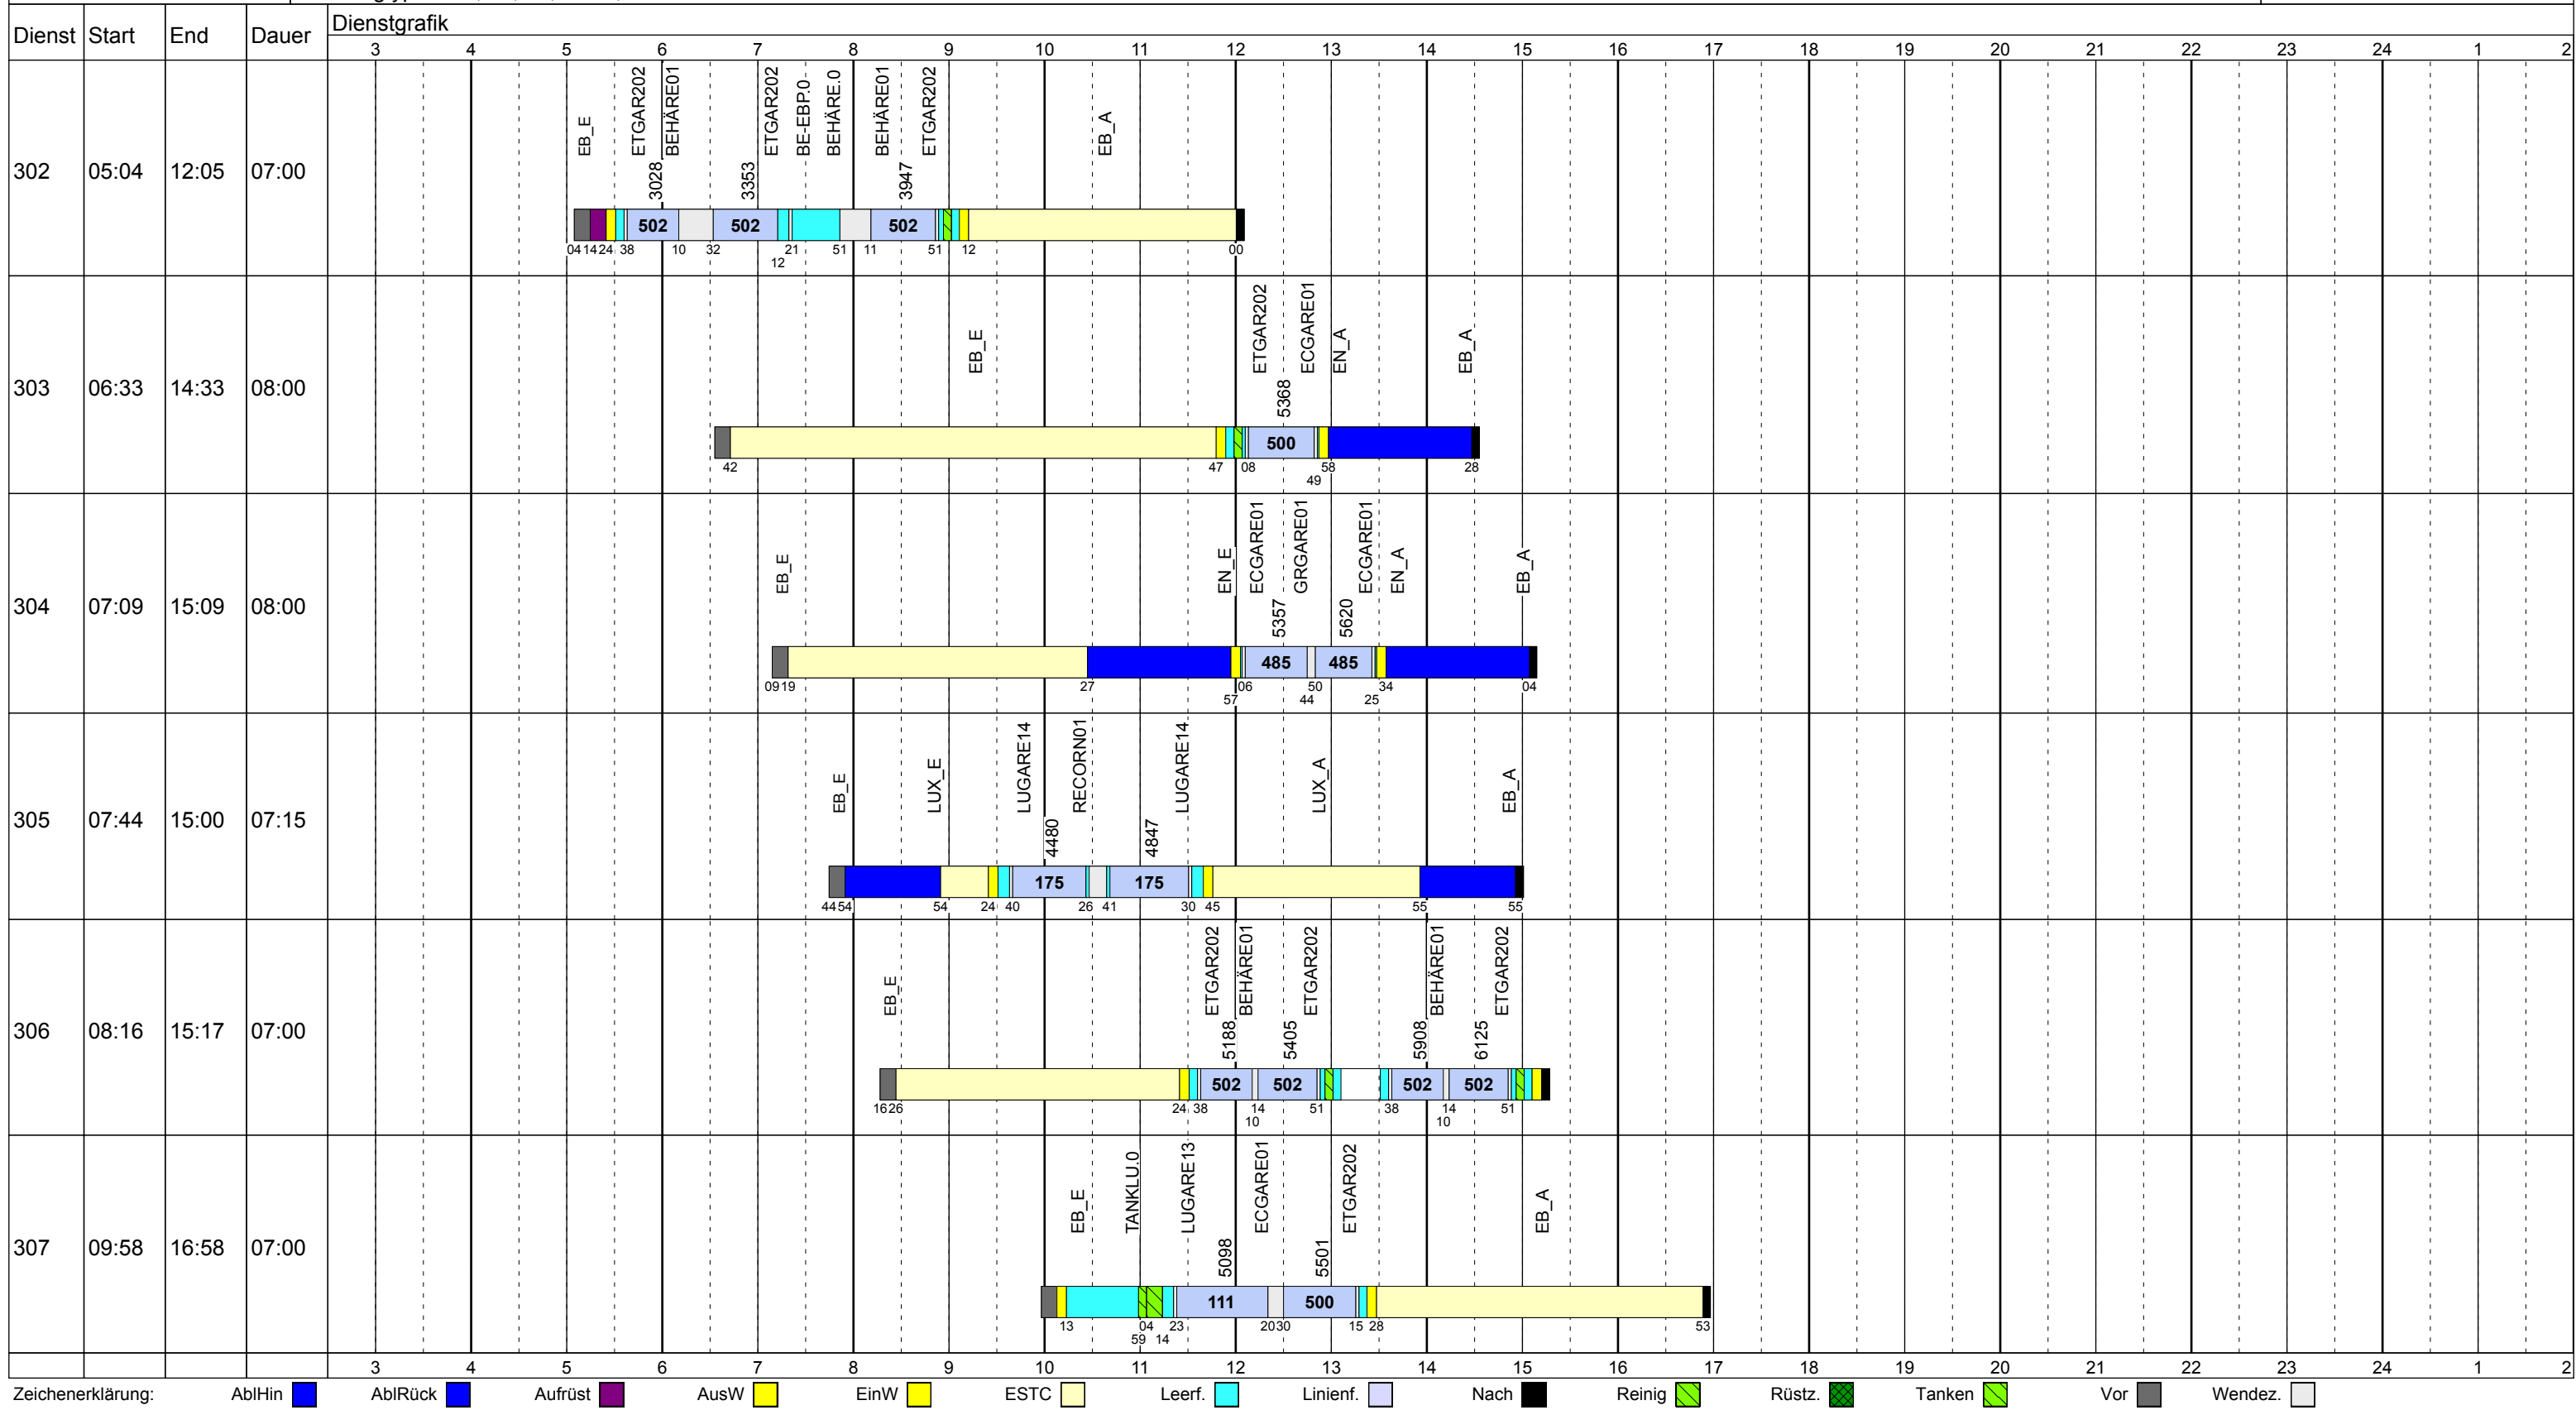 Dienst Start End Dauer Dienstgrafik
3 4 5 6 7 8 9 10 11 12 13 14 15 16 17 18 19 20 21 22 23 24 1 2
EB_E ETGAR202 BEHÄRE01 ETGAR202 BE-EBP.0 BEHÄRE.0 BEHÄRE01 ETGAR202 EB_A
3028 3353 3947
302 05:04 12:05 07:00
502 502 502
04 14 24 38 10 32 21 51 11 51 12 00
12
EB_E ETGAR202 ECGARE01 EN_A EB_A
5368
303 06:33 14:33 08:00
500
42 47 08 58 28
49
EB_E EN_E ECGARE01 GRGARE01 ECGARE01 EN_A EB_A
5357 5620
304 07:09 15:09 08:00
485 485
09 19 27 06 50 34 04
57 44 25
EB_E LUX_E LUGARE14 RECORN01 LUGARE14 LUX_A EB_A
4480 4847
305 07:44 15:00 07:15
175 175
44 54 54 24 40 26 41 30 45 55 55
ETGAR202 BEHÄRE01 ETGAR202 BEHÄRE01 ETGAR202
EB_E
5188 5405 5908 6125
306 08:16 15:17 07:00
502 502 502 502
16 26 24 38 14 51 38 14 51
10 10
EB_E TANKLU.0 LUGARE13 ECGARE01 ETGAR202 EB_A
5098 5501
307 09:58 16:58 07:00
111 500
13 04 23 20 30 15 28 53
59 14
3 4 5 6 7 8 9 10 11 12 13 14 15 16 17 18 19 20 21 22 23 24 1 2
Zeichenerklärung: AblHin AblRück Aufrüst AusW EinW ESTC Leerf. Linienf. Nach Reinig Rüstz. Tanken Vor Wendez.